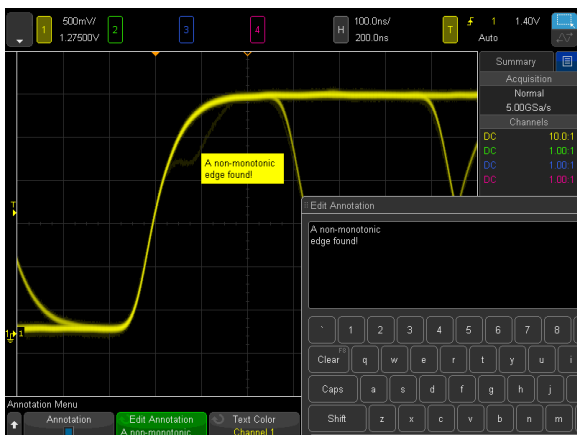 1 500mV/ 1.27500V 2 3 4 H 100.0ns/ 200.0ns T 1 1.40V Auto
Summary
Acquisition
Normal
5.00GSa/s
Channels
DC 10.0:1
DC 1.00:1
DC 1.00:1
DC 1.00:1
A non-monotonic
edge found!
T
1
Edit Annotation
A non-monotonic
edge found!
` 1 2 3 4 5 6 7 8
Clear F8 q w e r t y u i
Caps a s d f g h j
Shift z x c v b n m
Annotation Menu
Annotation Edit Annotation Text Color
A non-monotonic Channel 1